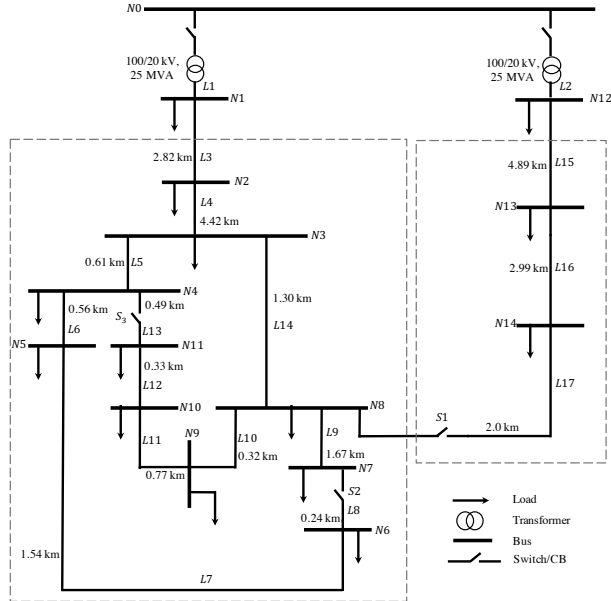 N0
100/20 kV,
25 MVA
L1
N1
100/20 kV,
25 MVA
L2
N12
2.82 km
L3
N2
L4
4.42 km
N3
0.61 km
L5
N4
0.56 km
0.49 km
S3
L6
L13
N5
N11
0.33 km
L12
N10
L11
N9
0.77 km
L10
0.32 km
1.30 km
L14
N8
L9
1.67 km
N7
S2
L8
0.24 km
N6
1.54 km
L7
4.89 km
L15
N13
2.99 km
L16
N14
L17
S1
2.0 km
Load
Transformer
Bus
Switch/CB